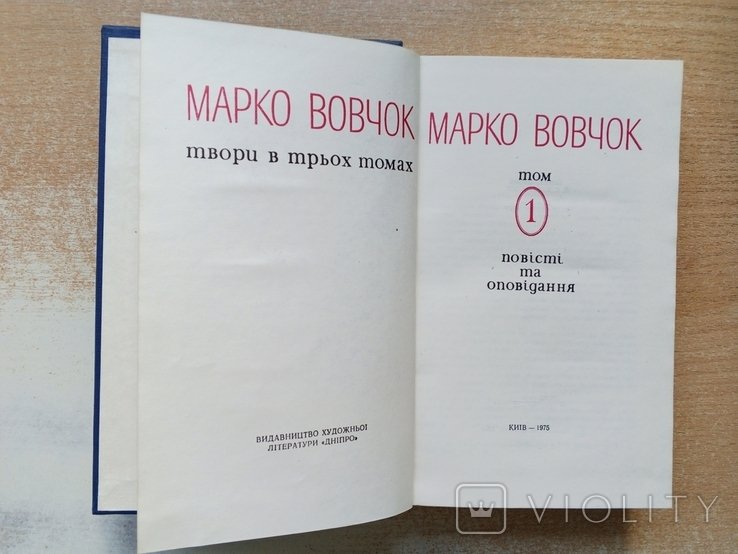 МАРКО ВОВЧОК
твори в трьох томах
ВИДАВНИЦТВО ХУДОЖНЬОЇ
ЛІТЕРАТУРИ «ДНІПРО»
МАРКО ВОВЧОК
том
1
повісті
та
оповідання
КИЇВ — 1975
VIOLITY